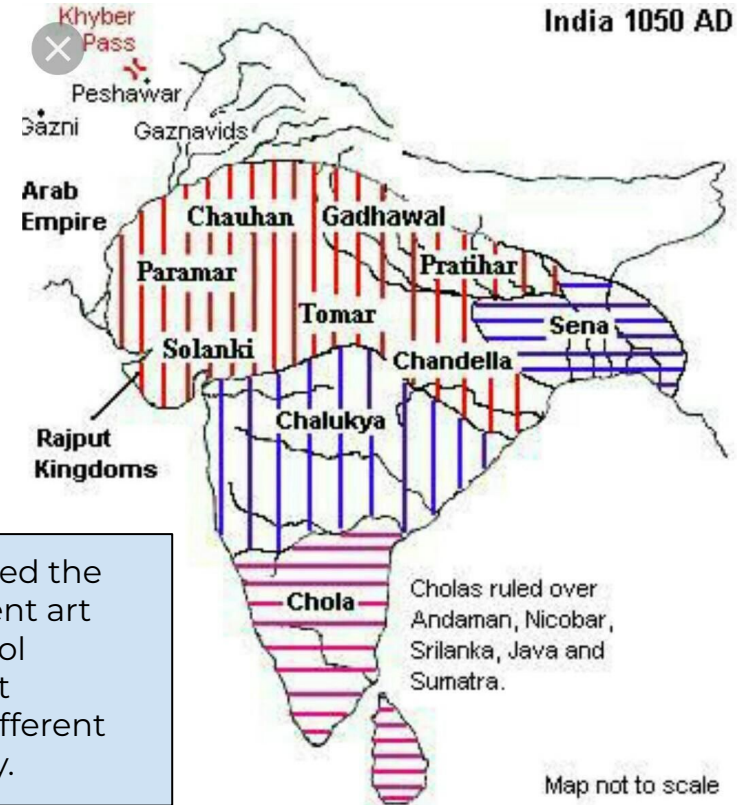 Khyber
Pass
India 1050 AD
Peshawar
Gazni
Gaznavids
Arab
Empire
Chauhan
Gadhawal
Paramar
Pratihar
Tomar
Sena
Solanki
Chandella
Chalukya
Rajput
Kingdoms
ed the
ent art
ol
t
fferent
y.
Chola
Cholas ruled over
Andaman, Nicobar,
Srilanka, Java and
Sumatra.
Map not to scale